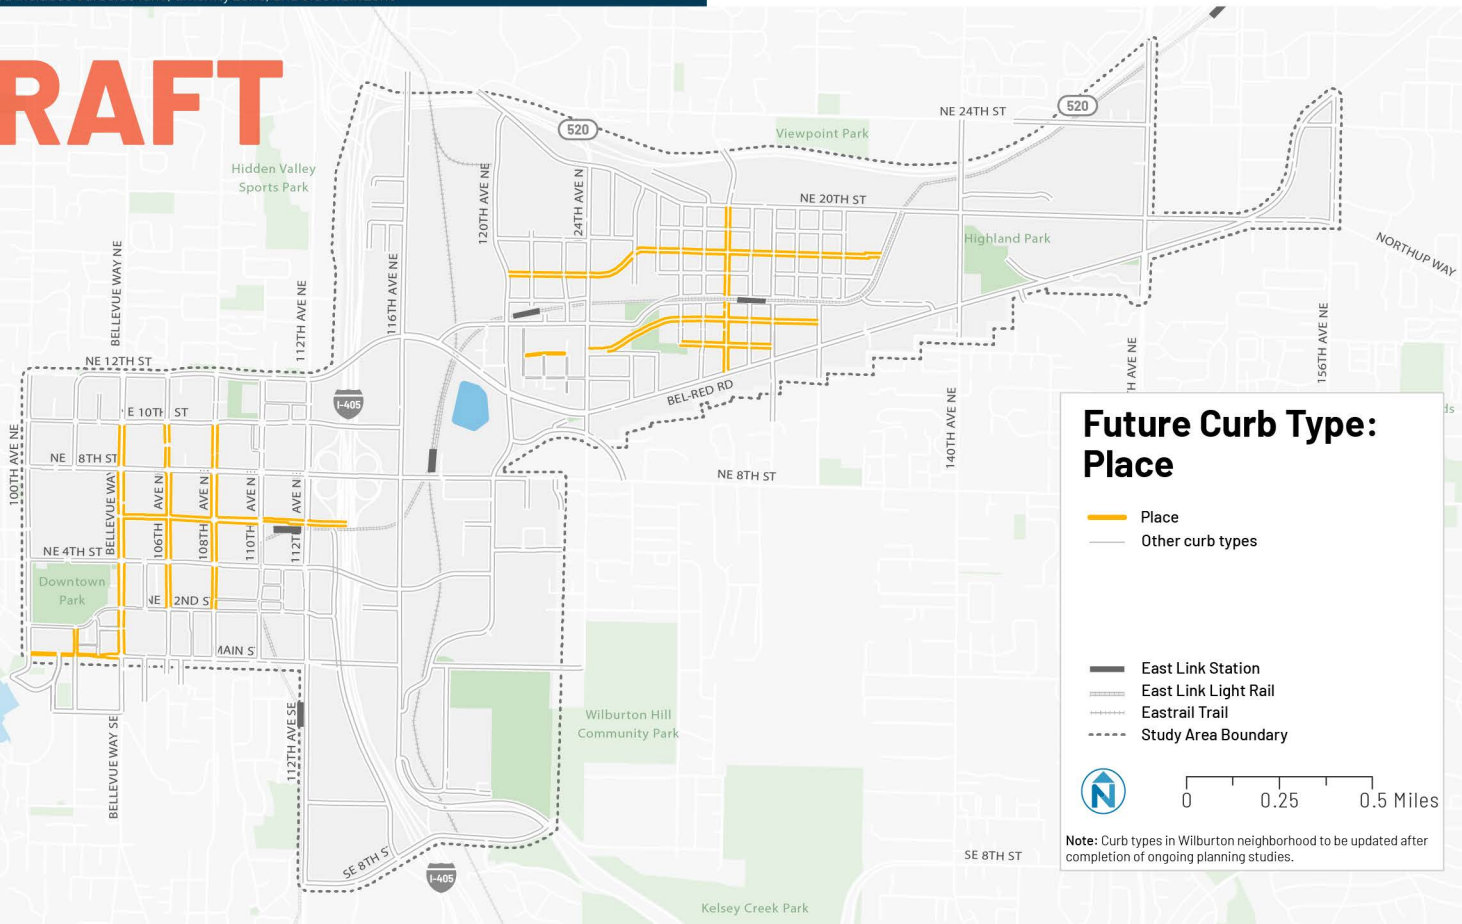 RAFT
520
520
NE 24TH ST
Viewpoint Park
Hidden Valley
Sports Park
120TH AVE NE
24TH AVE N
NE 20TH ST
Highland Park
NORTHUP WAY
BELLEVUE WAY NE
112TH AVE NE
116TH AVE NE
156TH AVE NE
H AVE NE
140TH AVE NE
NE 12TH ST
I-405
BEL-RED RD
E 10TH ST
100TH AVE NE
NE 8TH ST
NE 8TH ST
BELLEVUE WAY
106TH AVE N
108TH AVE N
110TH AVE N
112T AVE N
NE 4TH ST
Downtown
Park
NE 2ND S
MAIN S
BELLEVUE WAY SE
112TH AVE SE
Wilburton Hill
Community Park
SE 8TH S
I-405
SE 8TH ST
Kelsey Creek Park
ds
Future Curb Type:
Place
Place
Other curb types
East Link Station
East Link Light Rail
Eastrail Trail
Study Area Boundary
N
0 0.25 0.5 Miles
Note: Curb types in Wilburton neighborhood to be updated after
completion of ongoing planning studies.